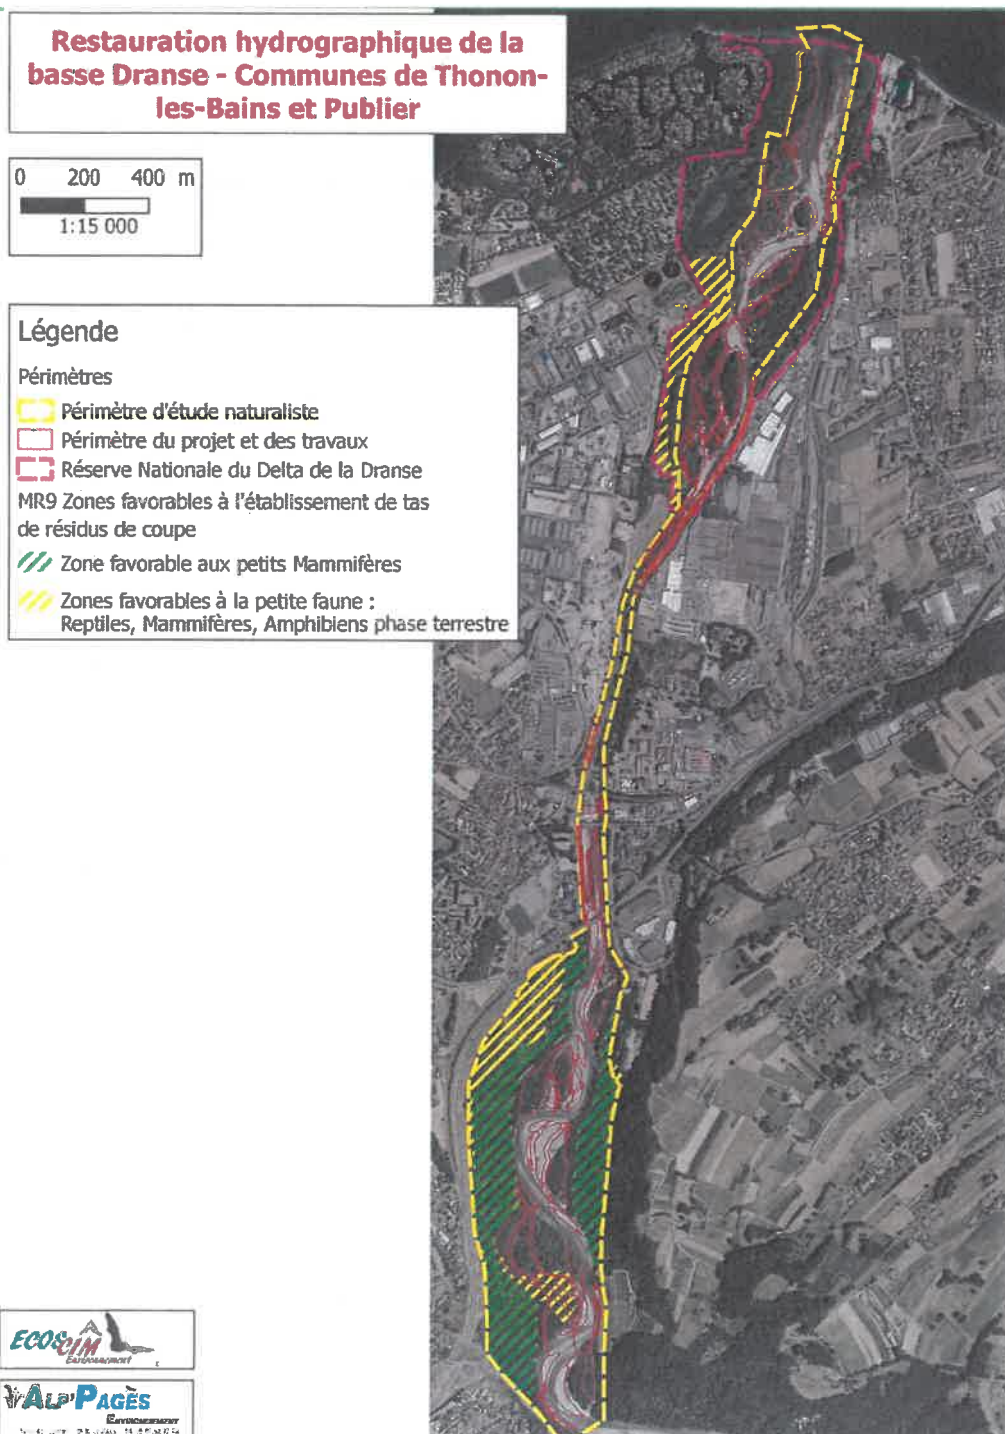 Restauration hydrographique de la
basse Dranse - Communes de Thonon-
les-Bains et Publier
0 200 400 m
1:15 000
Légende
Périmètres
Périmètre d'étude naturaliste
Périmètre du projet et des travaux
Réserve Nationale du Delta de la Dranse
MR9 Zones favorables à l'établissement de tas
de résidus de coupe
Zone favorable aux petits Mammifères
Zones favorables à la petite faune :
Reptiles, Mammifères, Amphibiens phase terrestre
ECOSCIM
Environnement
ALP'PAGÈS
ENVIRONNEMENT